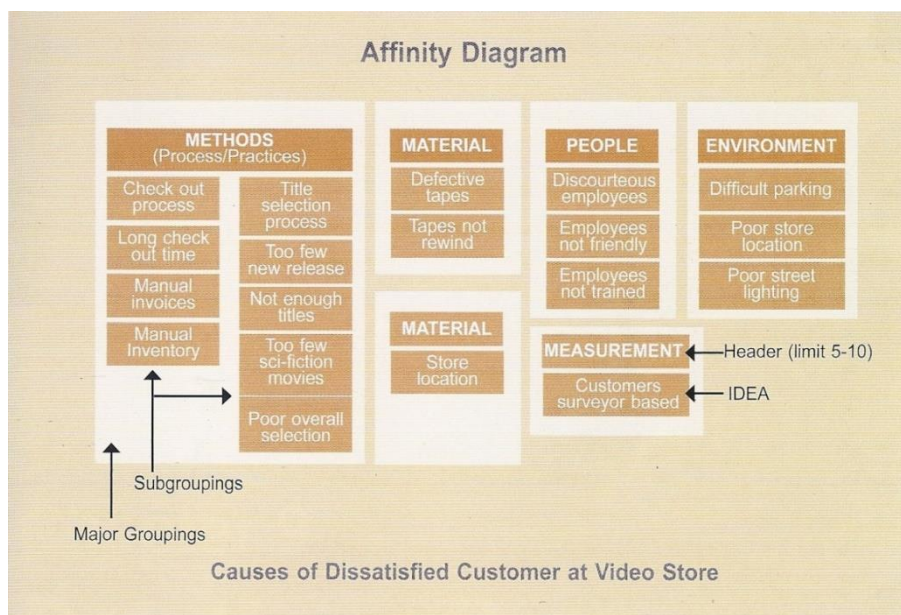 Affinity Diagram
METHODS
(Process/Practices)
Check out
process
Long check
out time
Manual
invoices
Manual
Inventory
Title
selection
process
Too few
new release
Not enough
titles
Too few
sci-fiction
movies
Poor overall
selection
MATERIAL
Defective
tapes
Tapes not
rewind
MATERIAL
Store
location
PEOPLE
Discourteous
employees
Employees
not friendly
Employees
not trained
ENVIRONMENT
Difficult parking
Poor store
location
Poor street
lighting
MEASUREMENT
Customers
surveyor based
Header (limit 5-10)
IDEA
Subgroupings
Major Groupings
Causes of Dissatisfied Customer at Video Store